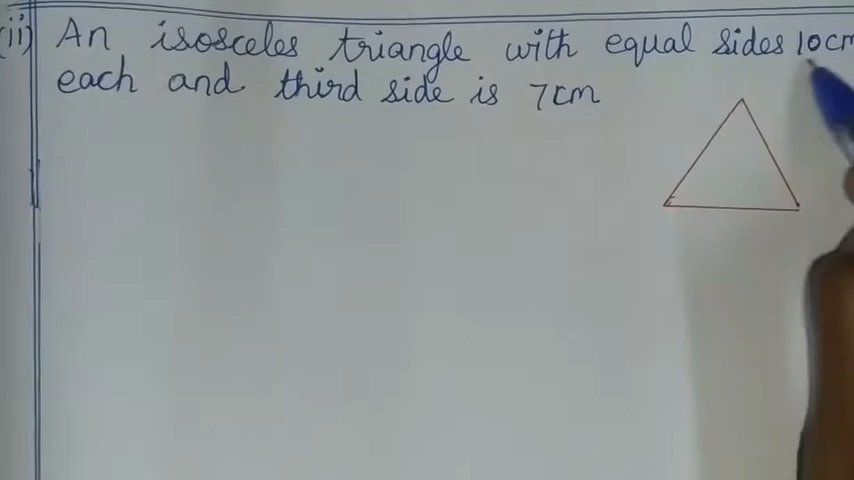 (ii) An isosceles triangle with equal sides 10cm
each and third side is 7cm